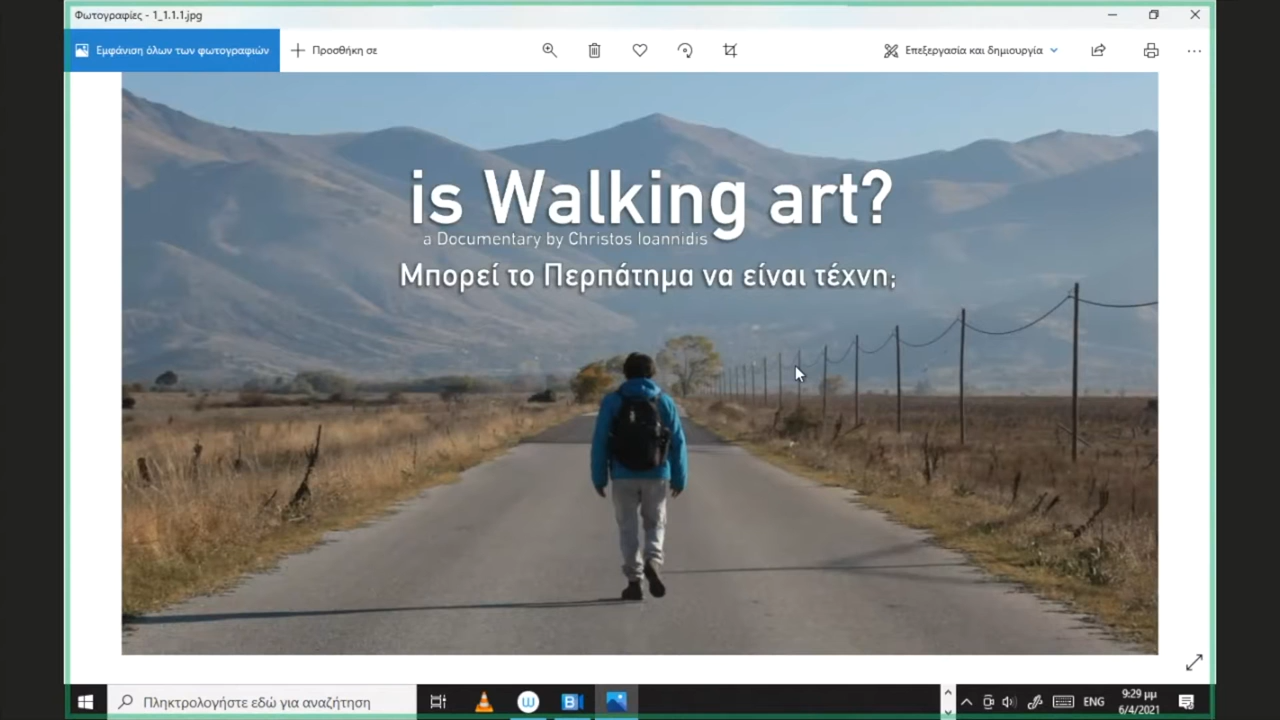 Φωτογραφίες - 1_1.1.1.jpg
Εμφάνιση όλων των φωτογραφιών
Προσθήκη σε
Επεξεργασία και δημιουργία
is Walking art?
a Documentary by Christos Ioannidis
Μπορεί το Περπάτημα να είναι τέχνη;
Πληκτρολογήστε εδώ για αναζήτηση
ENG
9:29 μμ
6/4/2021